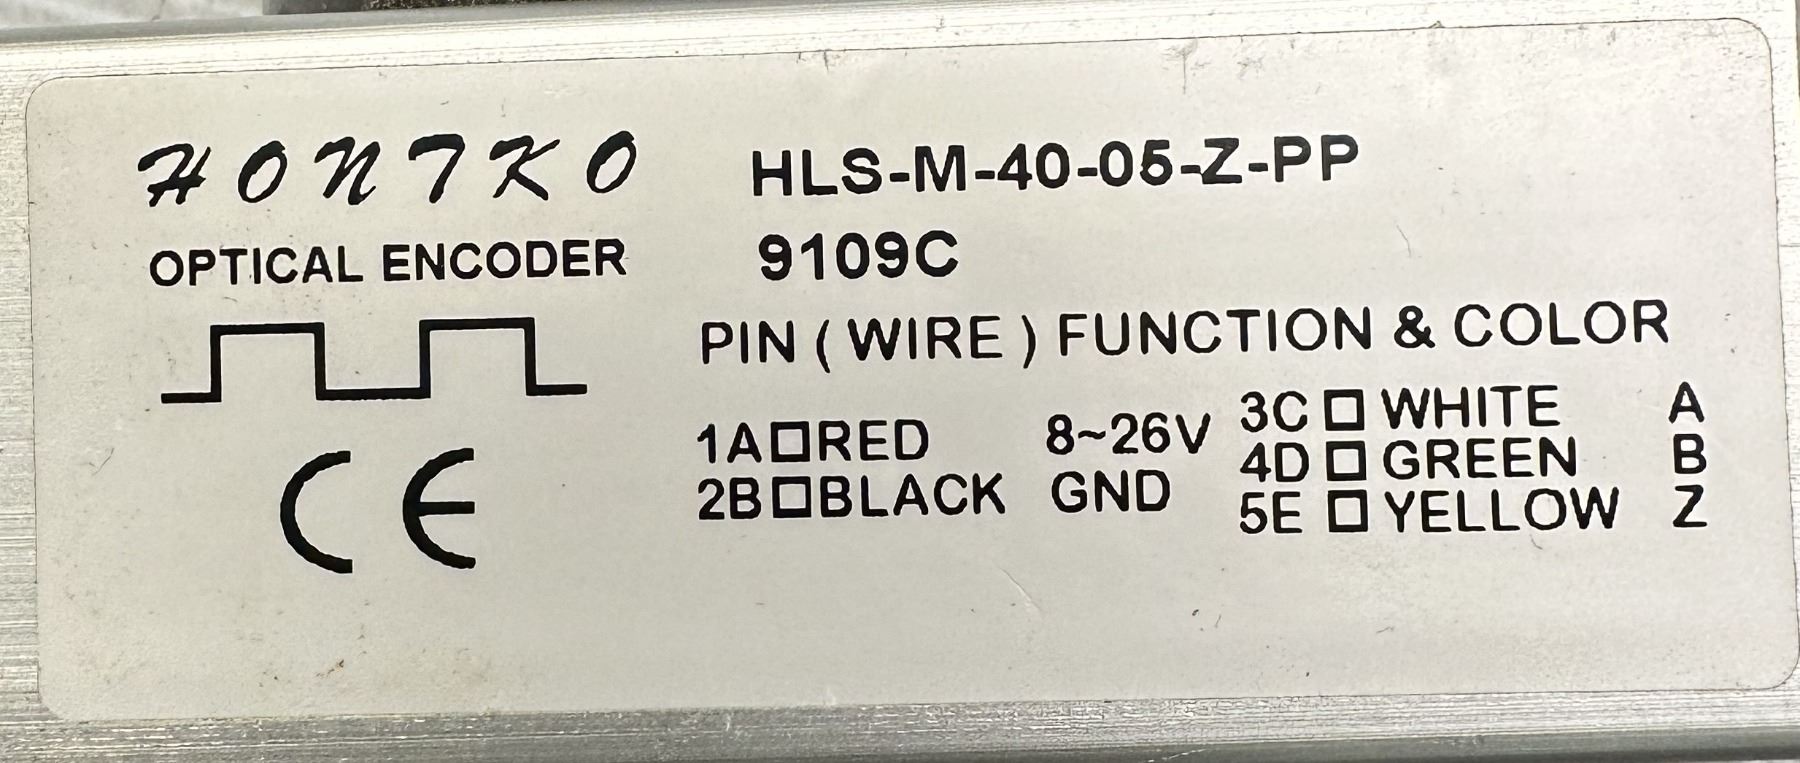 HONTKO
OPTICAL ENCODER
HLS-M-40-05-Z-PP
9109C
PIN ( WIRE ) FUNCTION & COLOR
1A□RED 8~26V
2B□BLACK GND
3C□WHITE A
4D□GREEN B
5E□YELLOW Z
CE